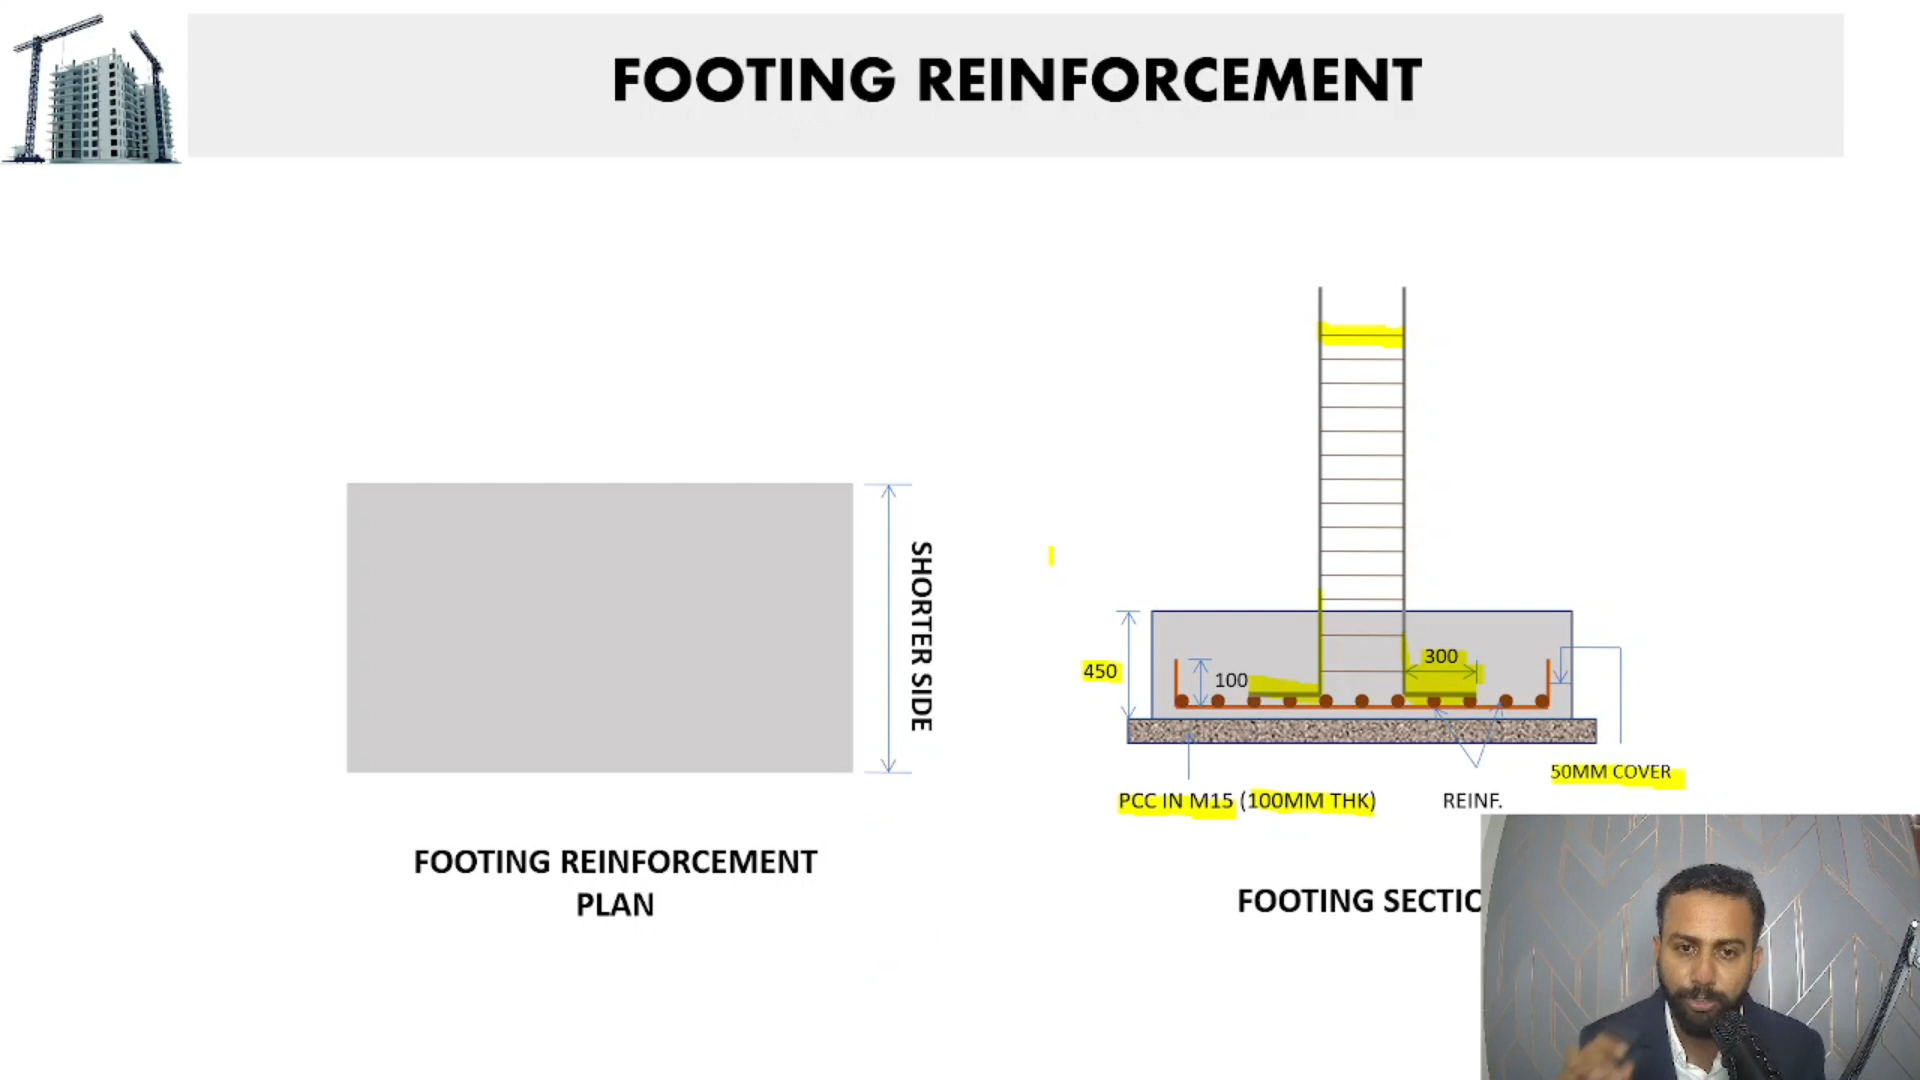 FOOTING REINFORCEMENT
SHORTER SIDE
450
100
300
50MM COVER
PCC IN M15 (100MM THK)
REINF.
FOOTING REINFORCEMENT
PLAN
FOOTING SECTIO